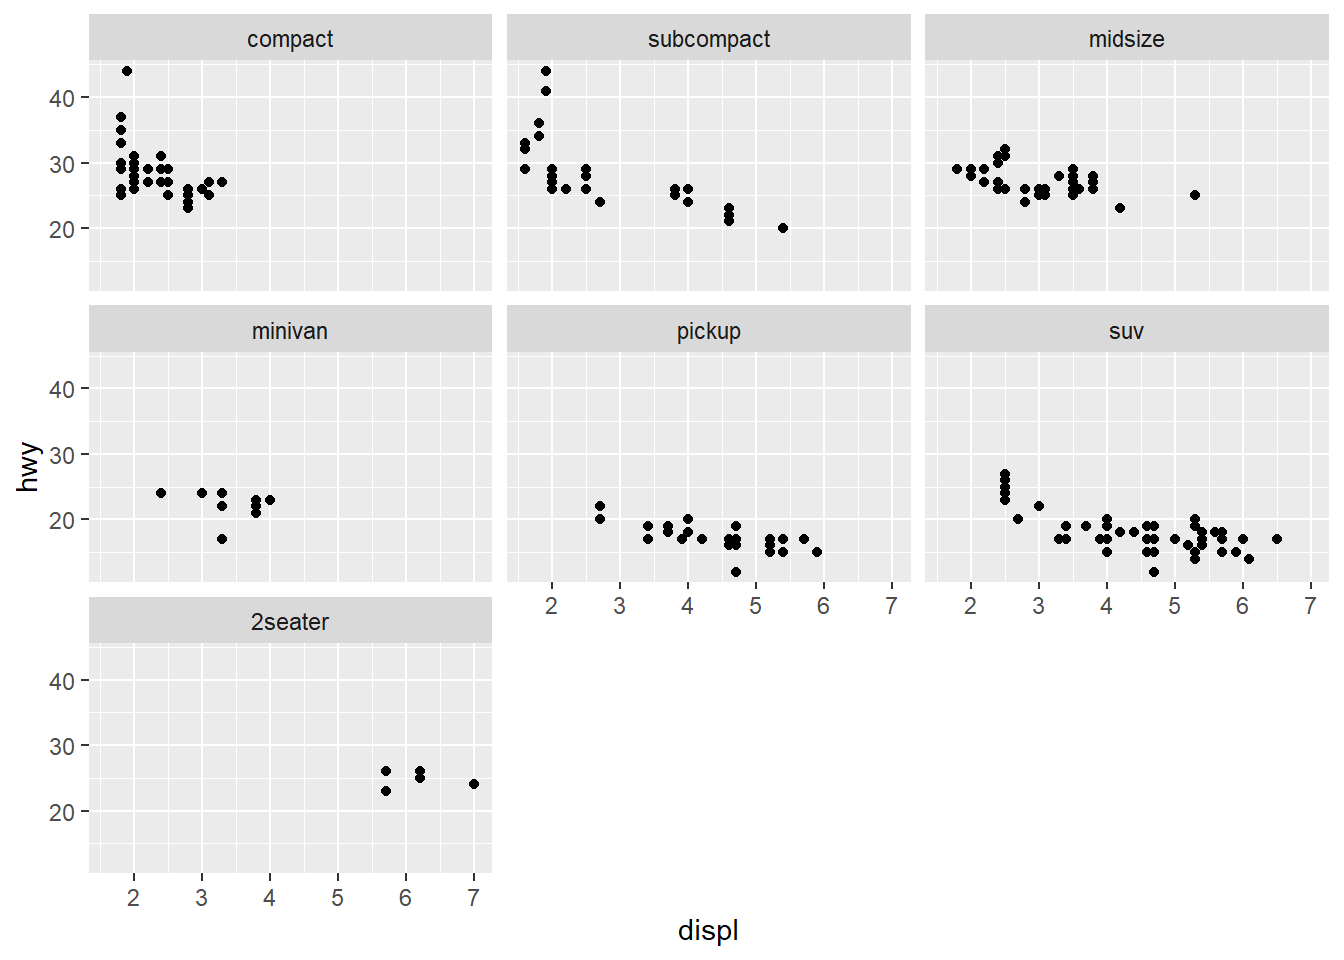 compact subcompact midsize
40
30
20
minivan pickup suv
40
30
20
2 3 4 5 6 7 2 3 4 5 6 7
2seater
40
30
20
2 3 4 5 6 7
displ
hwy